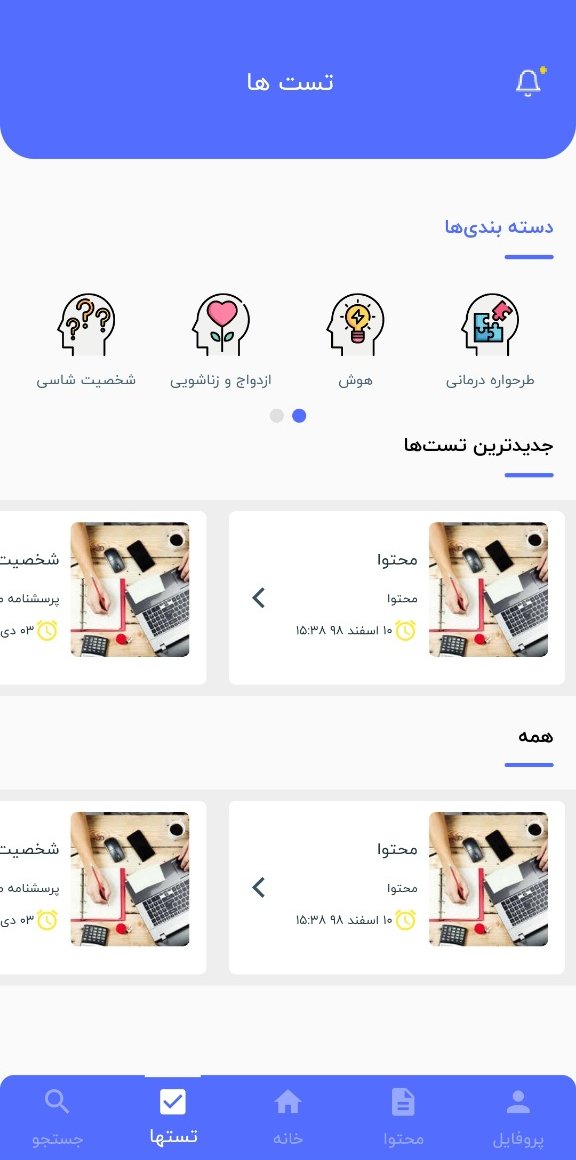 تست ها
دسته بندی‌ها
طرحواره درمانی
هوش
ازدواج و زناشویی
شخصیت شاسی
جدیدترین تست‌ها
محتوا
محتوا
۱۰ اسفند ۹۸ ۱۵:۳۸
شخصیت
پرسشنامه
۰۳ دی
همه
محتوا
محتوا
۱۰ اسفند ۹۸ ۱۵:۳۸
شخصیت
پرسشنامه
۰۳ دی
پروفایل
محتوا
خانه
تستها
جستجو